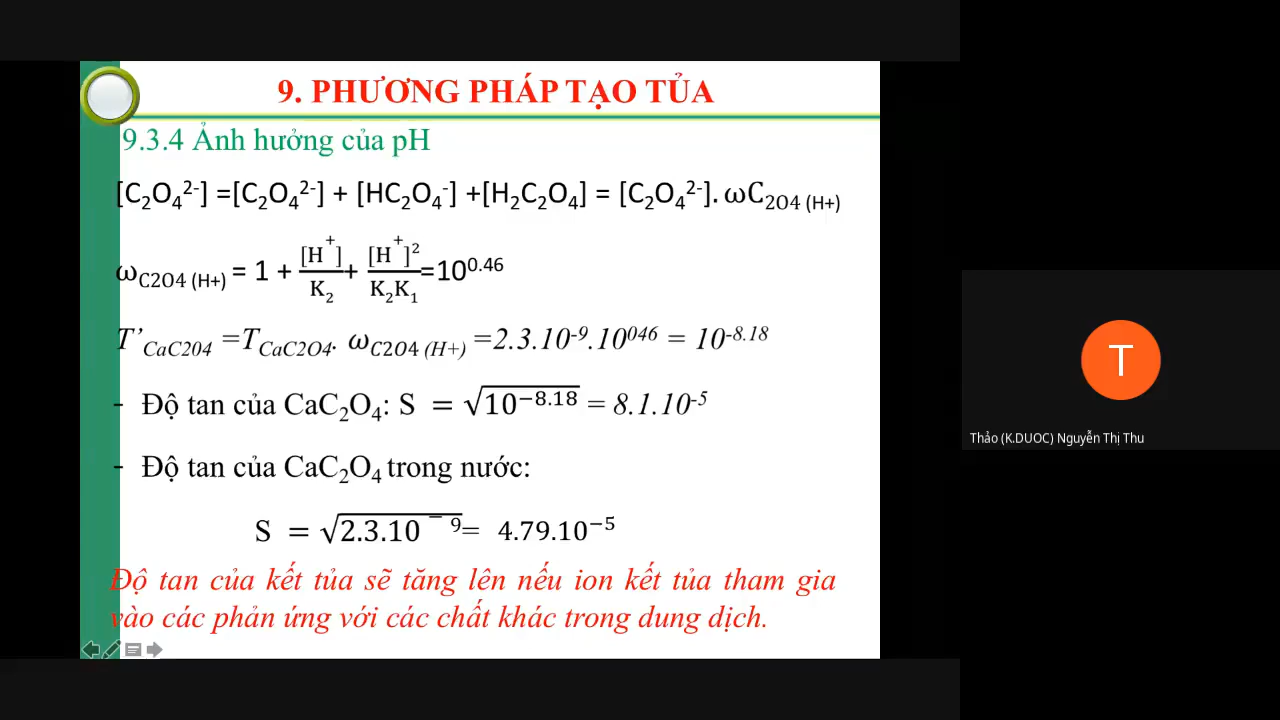 9. PHƯƠNG PHÁP TẠO TỦA
9.3.4 Ảnh hưởng của pH
[C₂O₄²⁻] =[C₂O₄²⁻] + [HC₂O₄⁻] +[H₂C₂O₄] = [C₂O₄²⁻]. ωC₂O₄ (H+)
ω C2O4 (H+) = 1 + [H⁺]/K₂ + [H⁺]²/K₂K₁ =10^0.46
T’CaC204 =TCaC2O4. ωC2O4 (H+) =2.3.10⁻⁹.10⁰⁴⁶ = 10^-8.18
- Độ tan của CaC₂O₄: S = √10^−8.18 = 8.1.10⁻⁵
- Độ tan của CaC₂O₄ trong nước:
S = √2.3.10⁻⁹ = 4.79.10⁻⁵
Độ tan của kết tủa sẽ tăng lên nếu ion kết tủa tham gia
vào các phản ứng với các chất khác trong dung dịch.
T
Thảo (K.DUOC) Nguyễn Thị Thu